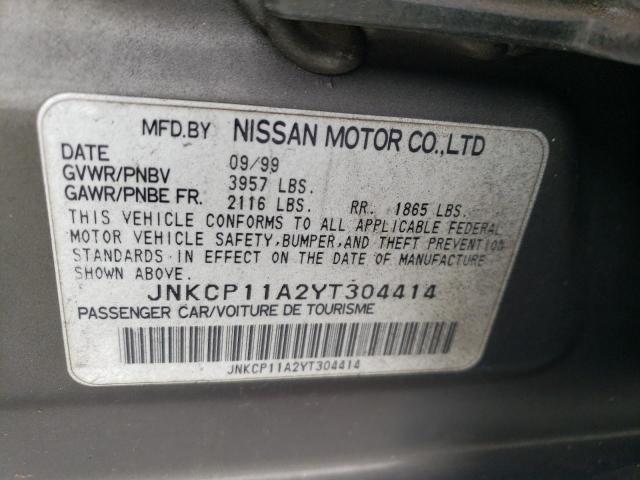 MFD.BY NISSAN MOTOR CO.,LTD
DATE 09/99
GVWR/PNBV 3957 LBS.
GAWR/PNBE FR. 2116 LBS. RR. 1865 LBS.
THIS VEHICLE CONFORMS TO ALL APPLICABLE FEDERAL
MOTOR VEHICLE SAFETY,BUMPER,AND THEFT PREVENTION
STANDARDS IN EFFECT ON THE DATE OF MANUFACTURE
SHOWN ABOVE.
JNKCP11A2YT304414
PASSENGER CAR/VOITURE DE TOURISME
JNKCP11A2YT304414